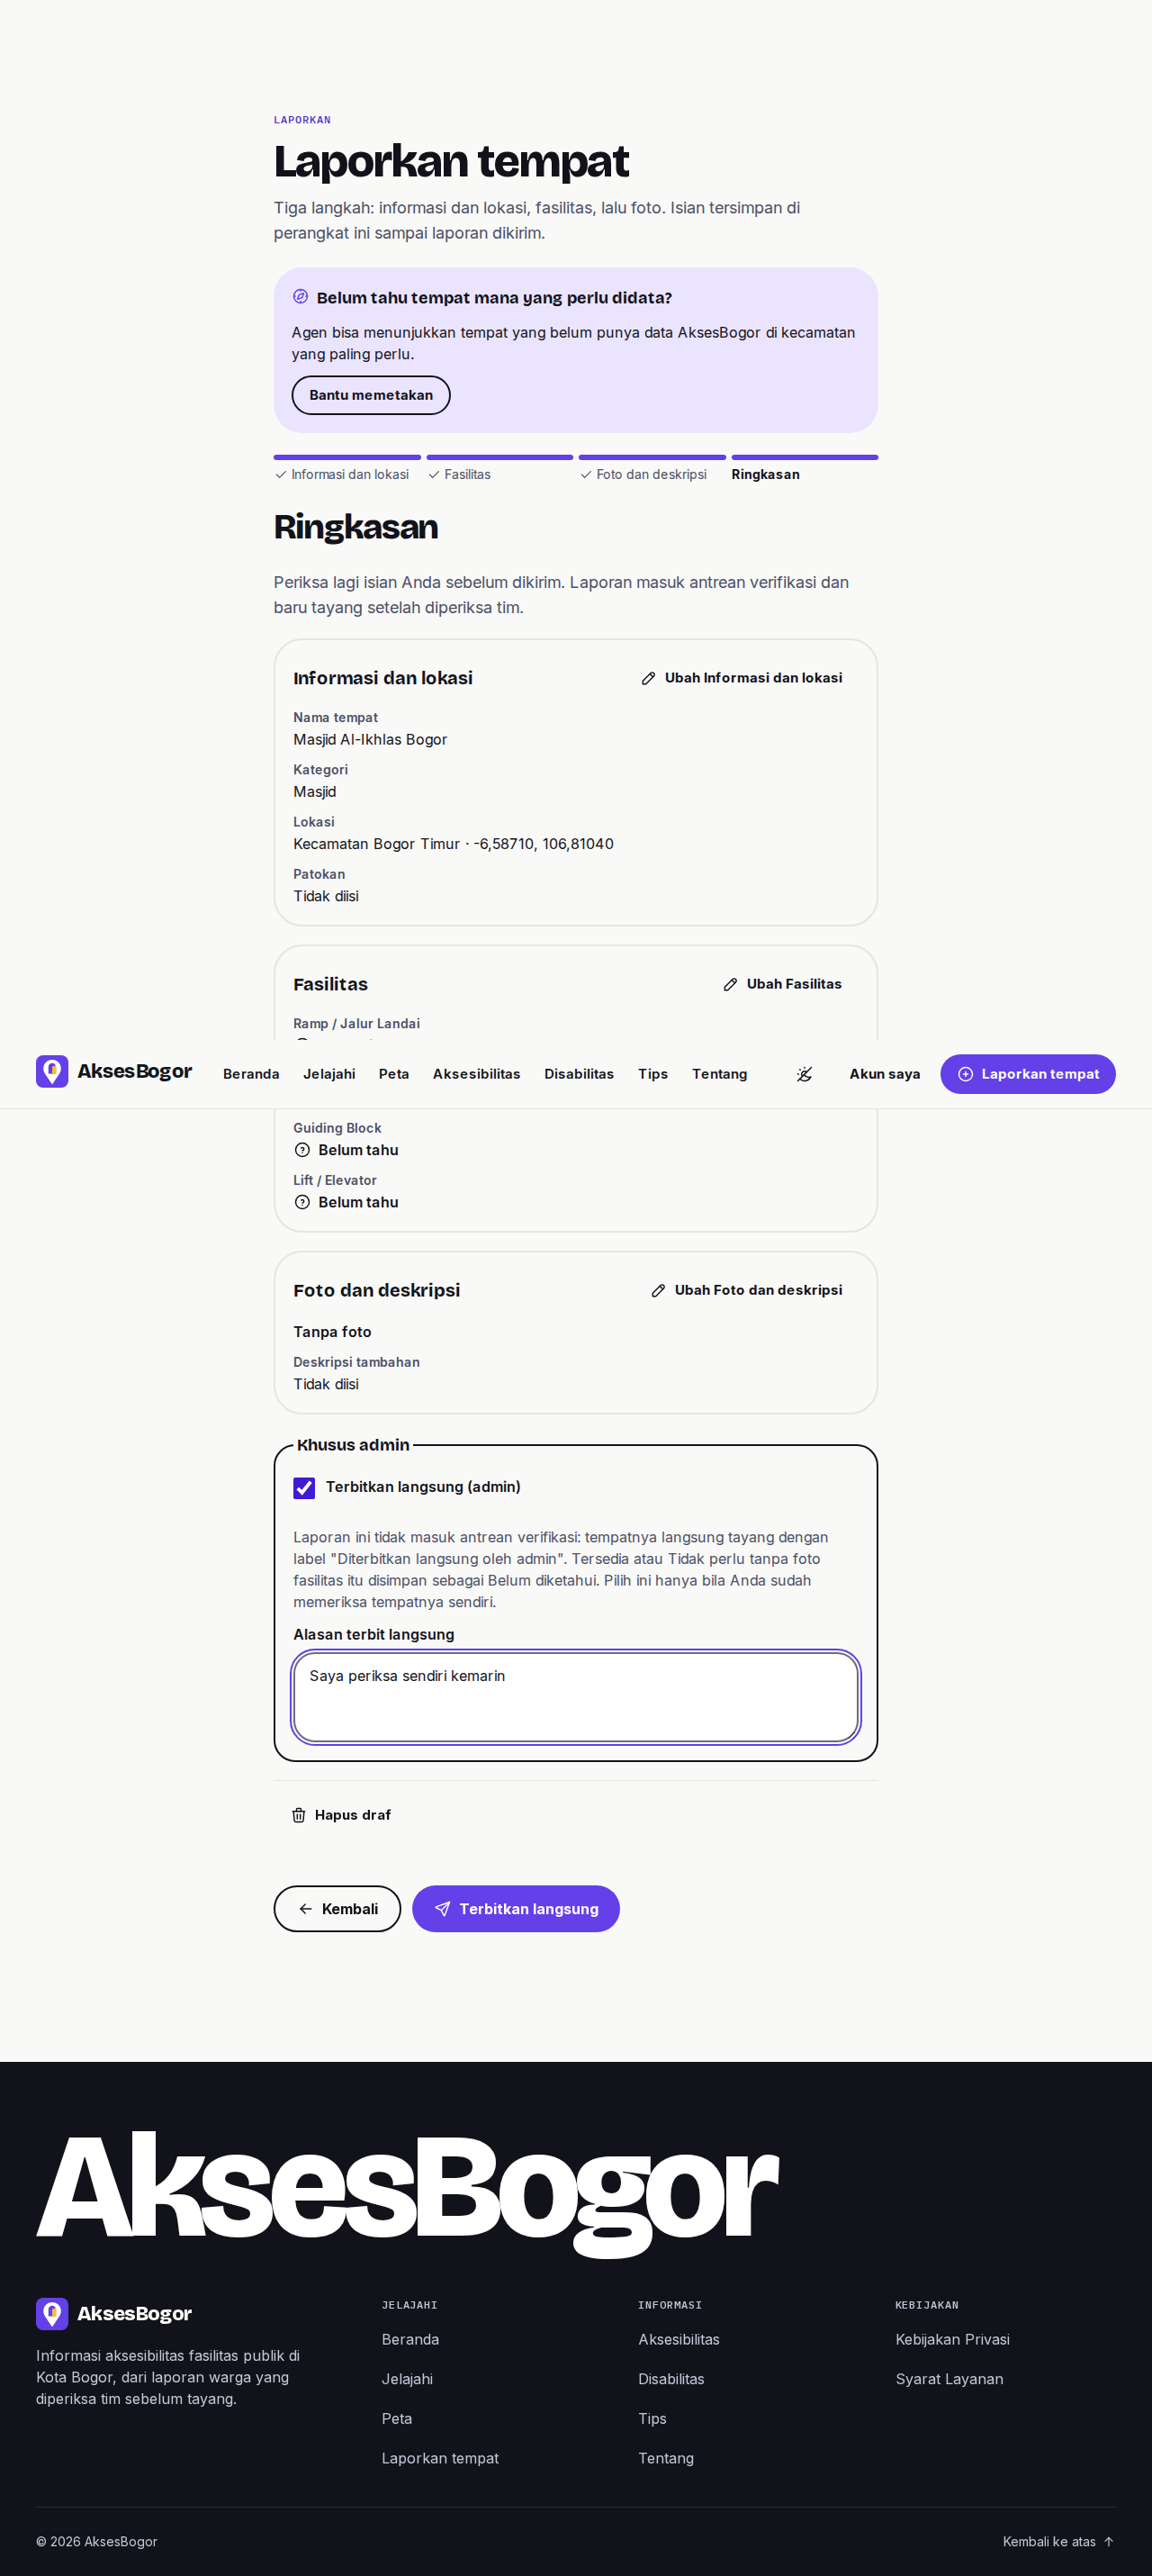 LAPORKAN
Laporkan tempat
Tiga langkah: informasi dan lokasi, fasilitas, lalu foto. Isian tersimpan di
perangkat ini sampai laporan dikirim.
Belum tahu tempat mana yang perlu didata?
Agen bisa menunjukkan tempat yang belum punya data AksesBogor di kecamatan
yang paling perlu.
Bantu memetakan
Informasi dan lokasi
Fasilitas
Foto dan deskripsi
Ringkasan
Ringkasan
Periksa lagi isian Anda sebelum dikirim. Laporan masuk antrean verifikasi dan
baru tayang setelah diperiksa tim.
Informasi dan lokasi
Ubah Informasi dan lokasi
Nama tempat
Masjid Al-Ikhlas Bogor
Kategori
Masjid
Lokasi
Kecamatan Bogor Timur · -6,58710, 106,81040
Patokan
Tidak diisi
Fasilitas
Ubah Fasilitas
Ramp / Jalur Landai
AksesBogor
Beranda
Jelajahi
Peta
Aksesibilitas
Disabilitas
Tips
Tentang
Akun saya
Laporkan tempat
Guiding Block
Belum tahu
Lift / Elevator
Belum tahu
Foto dan deskripsi
Ubah Foto dan deskripsi
Tanpa foto
Deskripsi tambahan
Tidak diisi
Khusus admin
Terbitkan langsung (admin)
Laporan ini tidak masuk antrean verifikasi: tempatnya langsung tayang dengan
label "Diterbitkan langsung oleh admin". Tersedia atau Tidak perlu tanpa foto
fasilitas itu disimpan sebagai Belum diketahui. Pilih ini hanya bila Anda sudah
memeriksa tempatnya sendiri.
Alasan terbit langsung
Saya periksa sendiri kemarin
Hapus draf
Kembali
Terbitkan langsung
AksesBogor
AksesBogor
Informasi aksesibilitas fasilitas publik di
Kota Bogor, dari laporan warga yang
diperiksa tim sebelum tayang.
JELAJAHI
Beranda
Jelajahi
Peta
Laporkan tempat
INFORMASI
Aksesibilitas
Disabilitas
Tips
Tentang
KEBIJAKAN
Kebijakan Privasi
Syarat Layanan
© 2026 AksesBogor
Kembali ke atas ↑